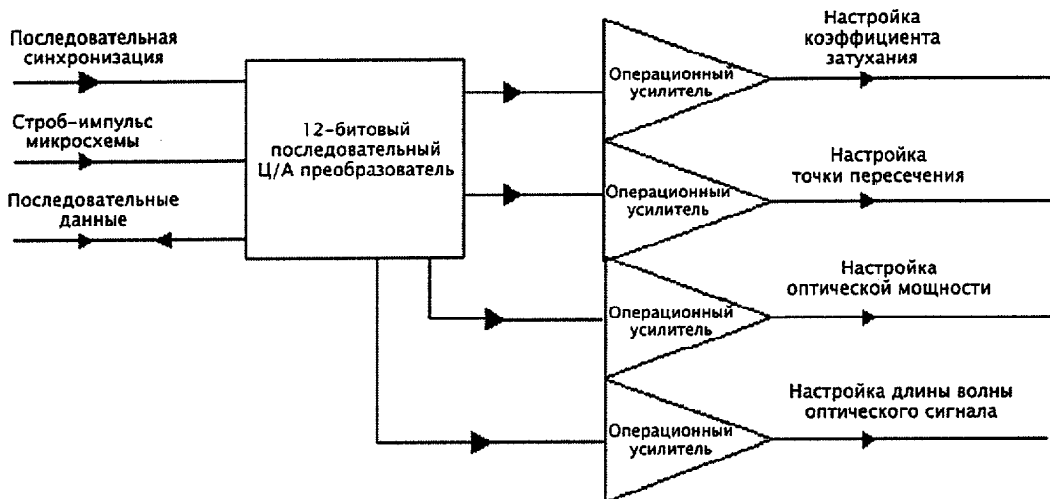 Последовательная
синхронизация
Строб-импульс
микросхемы
Последовательные
данные
12-битовый
последовательный
Ц/А преобразователь
Операционный
усилитель
Настройка
коэффициента
затухания
Операционный
усилитель
Настройка
точки пересечения
Операционный
усилитель
Настройка
оптической мощности
Операционный
усилитель
Настройка длины волны
оптического сигнала